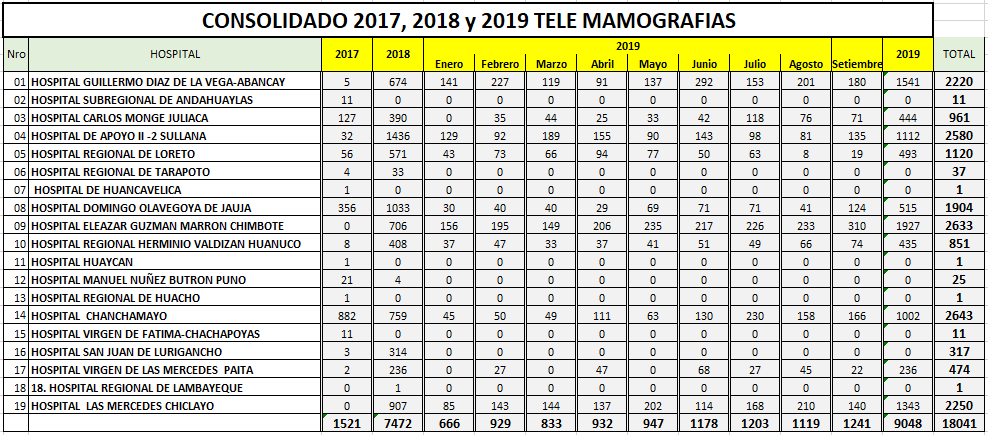 CONSOLIDADO 2017, 2018 y 2019 TELE MAMOGRAFIAS
Nro HOSPITAL 2017 2018 2019 2019 TOTAL
Enero Febrero Marzo Abril Mayo Junio Julio Agosto Setiembre
01 HOSPITAL GUILLERMO DIAZ DE LA VEGA-ABANCAY 5 674 141 227 119 91 137 292 153 201 180 1541 2220
02 HOSPITAL SUBREGIONAL DE ANDAHUAYLAS 11 0 0 0 0 0 0 0 0 0 0 0 11
03 HOSPITAL CARLOS MONGE JULIACA 127 390 0 35 44 25 33 42 118 76 71 444 961
04 HOSPITAL DE APOYO II -2 SULLANA 32 1436 129 92 189 155 90 143 98 81 135 1112 2580
05 HOSPITAL REGIONAL DE LORETO 56 571 43 73 66 94 77 50 63 8 19 493 1120
06 HOSPITAL REGIONAL DE TARAPOTO 4 33 0 0 0 0 0 0 0 0 0 0 37
07 HOSPITAL DE HUANCAVELICA 1 0 0 0 0 0 0 0 0 0 0 0 1
08 HOSPITAL DOMINGO OLAVEGOYA DE JAUJA 356 1033 30 40 40 29 69 71 71 41 124 515 1904
09 HOSPITAL ELEAZAR GUZMAN MARRON CHIMBOTE 0 706 156 195 149 206 235 217 226 233 310 1927 2633
10 HOSPITAL REGIONAL HERMINIO VALDIZAN HUANUCO 8 408 37 47 33 37 41 51 49 66 74 435 851
11 HOSPITAL HUAYCAN 1 0 0 0 0 0 0 0 0 0 0 0 1
12 HOSPITAL MANUEL NUÑEZ BUTRON PUNO 21 4 0 0 0 0 0 0 0 0 0 0 25
13 HOSPITAL REGIONAL DE HUACHO 1 0 0 0 0 0 0 0 0 0 0 0 1
14 HOSPITAL CHANCHAMAYO 882 759 45 50 49 111 63 130 230 158 166 1002 2643
15 HOSPITAL VIRGEN DE FATIMA-CHACHAPOYAS 11 0 0 0 0 0 0 0 0 0 0 0 11
16 HOSPITAL SAN JUAN DE LURIGANCHO 3 314 0 0 0 0 0 0 0 0 0 0 317
17 HOSPITAL VIRGEN DE LAS MERCEDES PAITA 2 236 0 27 0 47 0 68 27 45 22 236 474
18 18. HOSPITAL REGIONAL DE LAMBAYEQUE 0 1 0 0 0 0 0 0 0 0 0 0 1
19 HOSPITAL LAS MERCEDES CHICLAYO 0 907 85 143 144 137 202 114 168 210 140 1343 2250
1521 7472 666 929 833 932 947 1178 1203 1119 1241 9048 18041